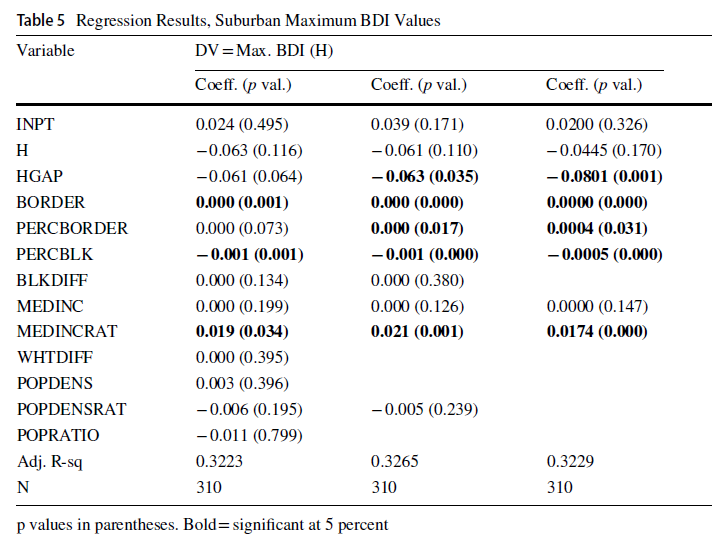 Table 5 Regression Results, Suburban Maximum BDI Values
Variable DV = Max. BDI (H)
Coeff. (p val.) Coeff. (p val.) Coeff. (p val.)
INPT 0.024 (0.495) 0.039 (0.171) 0.0200 (0.326)
H −0.063 (0.116) −0.061 (0.110) −0.0445 (0.170)
HGAP −0.061 (0.064) −0.063 (0.035) −0.0801 (0.001)
BORDER 0.000 (0.001) 0.000 (0.000) 0.0000 (0.000)
PERCBORDER 0.000 (0.073) 0.000 (0.017) 0.0004 (0.031)
PERCBLK −0.001 (0.001) −0.001 (0.000) −0.0005 (0.000)
BLKDIFF 0.000 (0.134) 0.000 (0.380)
MEDINC 0.000 (0.199) 0.000 (0.126) 0.0000 (0.147)
MEDINCRAT 0.019 (0.034) 0.021 (0.001) 0.0174 (0.000)
WHTDIFF 0.000 (0.395)
POPDENS 0.003 (0.396)
POPDENSRAT −0.006 (0.195) −0.005 (0.239)
POPRATIO −0.011 (0.799)
Adj. R-sq 0.3223 0.3265 0.3229
N 310 310 310
p values in parentheses. Bold = significant at 5 percent